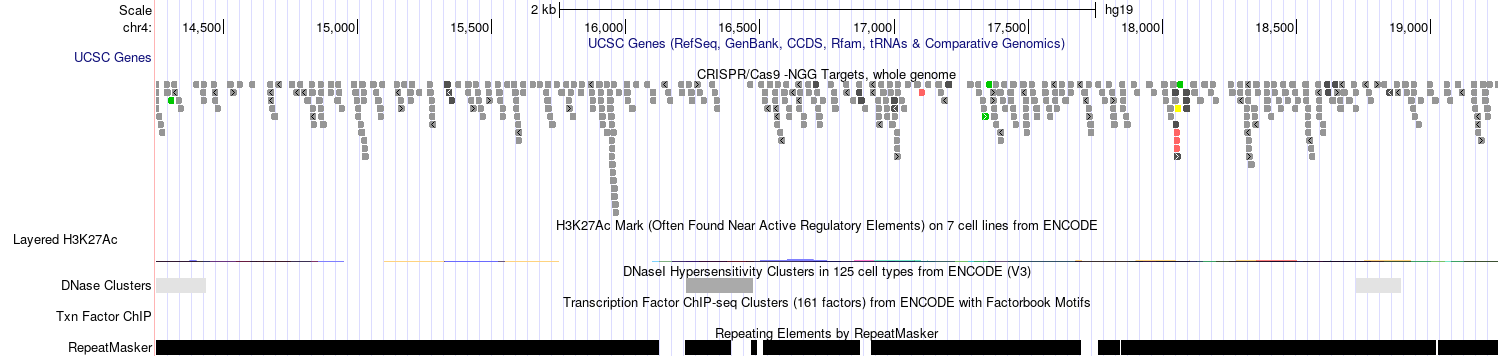 Scale 2 kb hg19
chr4: 14,500 15,000 15,500 16,000 16,500 17,000 17,500 18,000 18,500 19,000
UCSC Genes (RefSeq, GenBank, CCDS, Rfam, tRNAs & Comparative Genomics)
UCSC Genes
CRISPR/Cas9 -NGG Targets, whole genome
H3K27Ac Mark (Often Found Near Active Regulatory Elements) on 7 cell lines from ENCODE
Layered H3K27Ac
DNaseI Hypersensitivity Clusters in 125 cell types from ENCODE (V3)
DNase Clusters
Transcription Factor ChIP-seq Clusters (161 factors) from ENCODE with Factorbook Motifs
Txn Factor ChIP
Repeating Elements by RepeatMasker
RepeatMasker